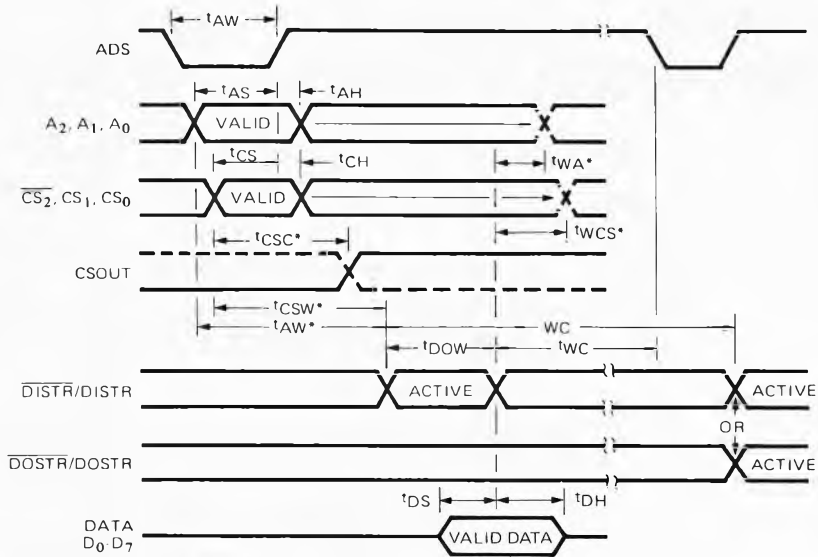 tAW
ADS
tAS tAH
A2, A1, A0 VALID
tCS tCH tWA*
CS2, CS1, CS0 VALID
tCSC* tWCS*
CSOUT
tCSW*
tAW* WC
tDOW tWC
DISTR/DISTR ACTIVE ACTIVE
OR
DOSTR/DOSTR ACTIVE
tDS tDH
DATA
D0-D7 VALID DATA